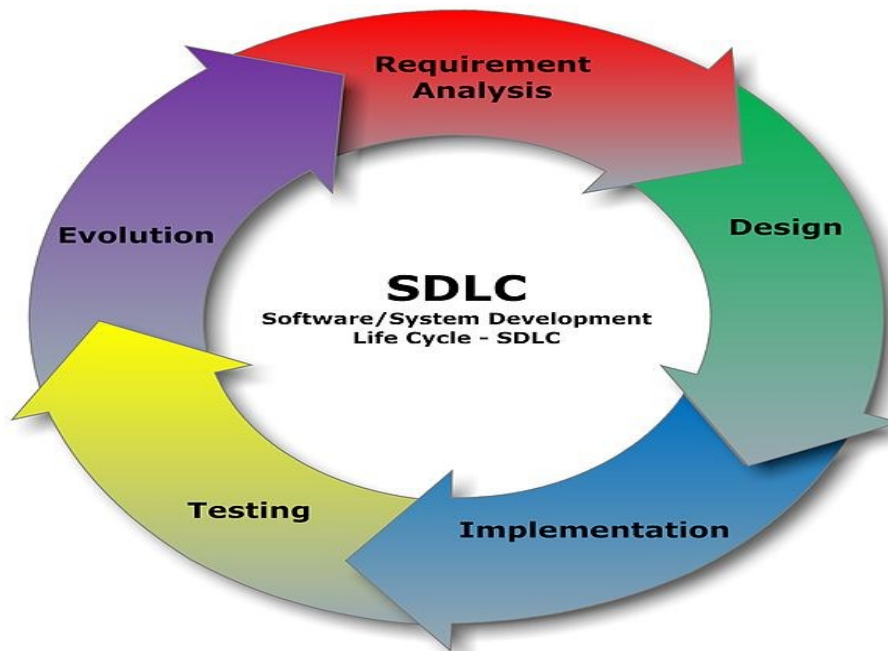 Requirement
Analysis
Design
Evolution
SDLC
Software/System Development
Life Cycle - SDLC
Testing
Implementation